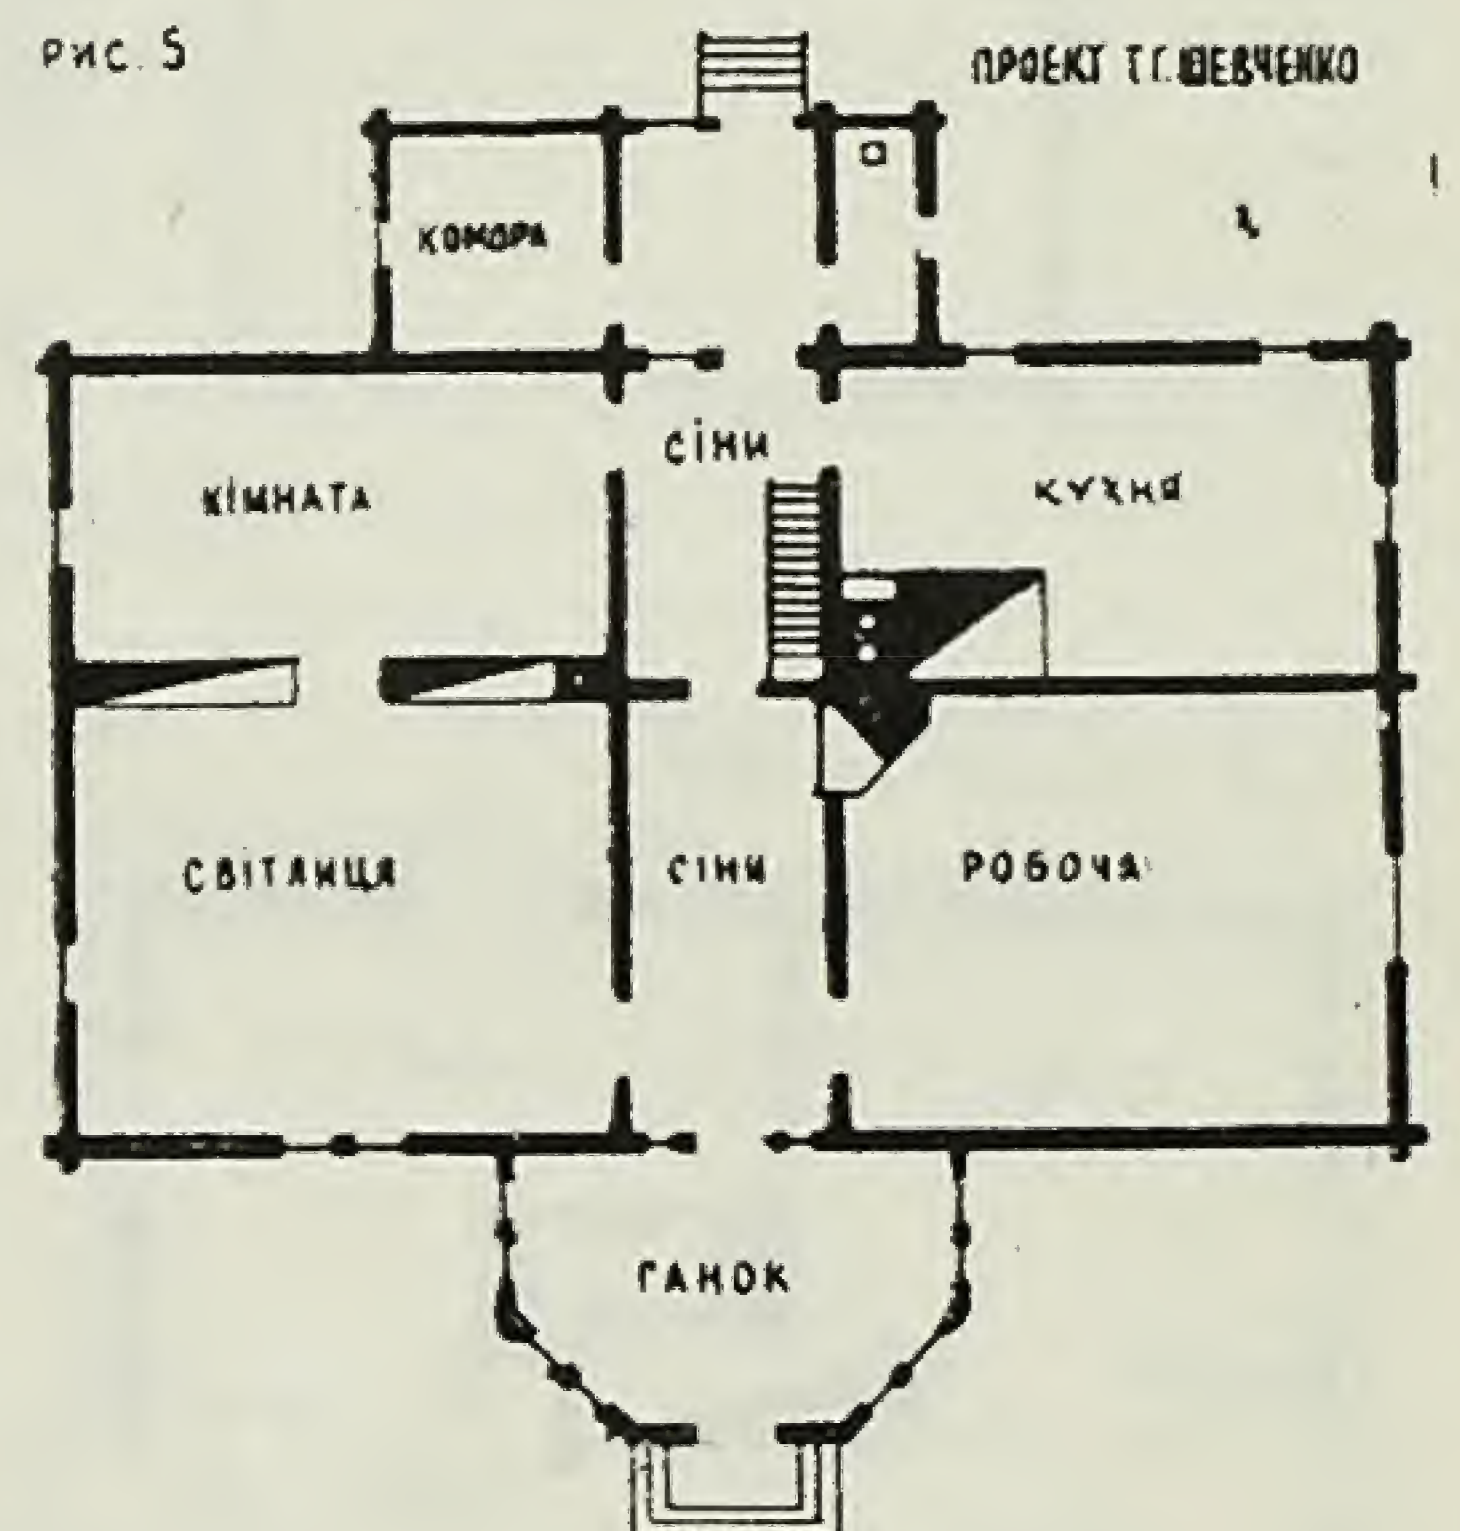 РИС. 5
ПРОЕКТ Т.Г. ШЕВЧЕНКО
КОМОРА
СІНИ
КІМНАТА
КУХНЯ
СВІТЛИЦЯ
СІНИ
РОБОЧА
ГАНОК